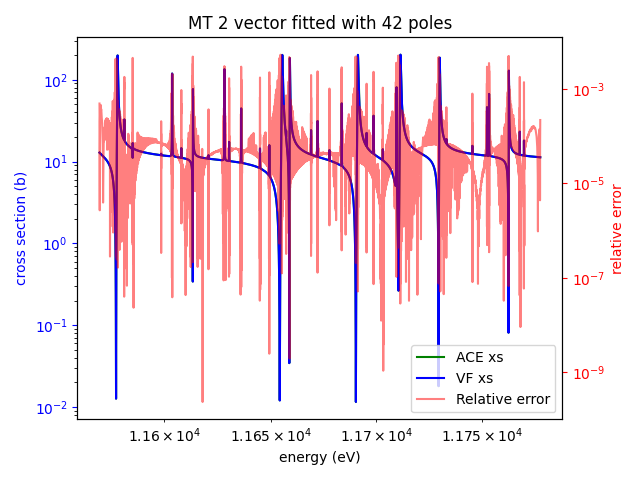 MT 2 vector fitted with 42 poles
cross section (b)
10²
10¹
10⁰
10⁻¹
10⁻²
relative error
10⁻³
10⁻⁵
10⁻⁷
10⁻⁹
ACE xs
VF xs
Relative error
1.16 × 10⁴
1.165 × 10⁴
1.17 × 10⁴
1.175 × 10⁴
energy (eV)